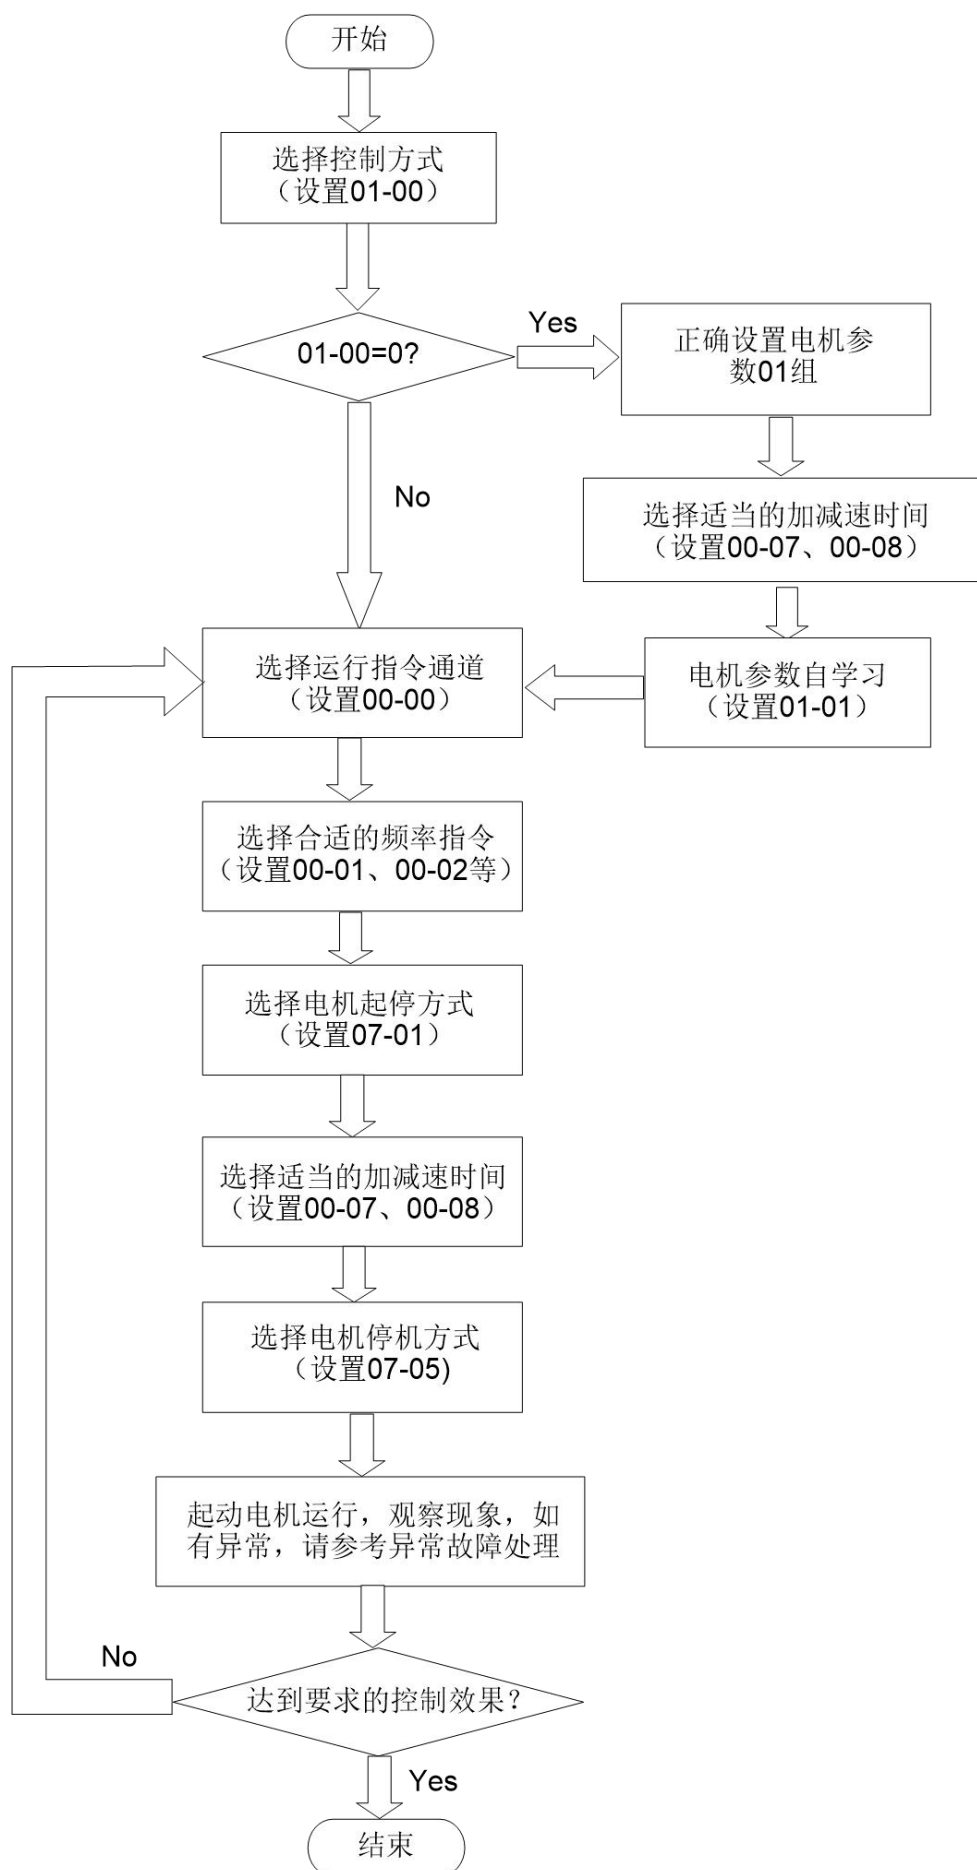 开始
选择控制方式
（设置01-00）
01-00=0?
Yes
正确设置电机参
数01组
No
选择适当的加减速时间
（设置00-07、00-08）
电机参数自学习
（设置01-01）
选择运行指令通道
（设置00-00）
选择合适的频率指令
（设置00-01、00-02等）
选择电机起停方式
（设置07-01）
选择适当的加减速时间
（设置00-07、00-08）
选择电机停机方式
（设置07-05)
起动电机运行，观察现象，如
有异常，请参考异常故障处理
No
达到要求的控制效果？
Yes
结束